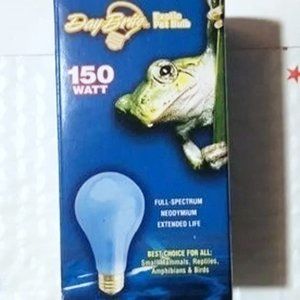 DayBrite Exotic
Pet Bulb
150
WATT
FULL-SPECTRUM
NEODYMIUM
EXTENDED LIFE
BEST CHOICE FOR ALL:
Small Mammals, Reptiles,
Amphibians & Birds